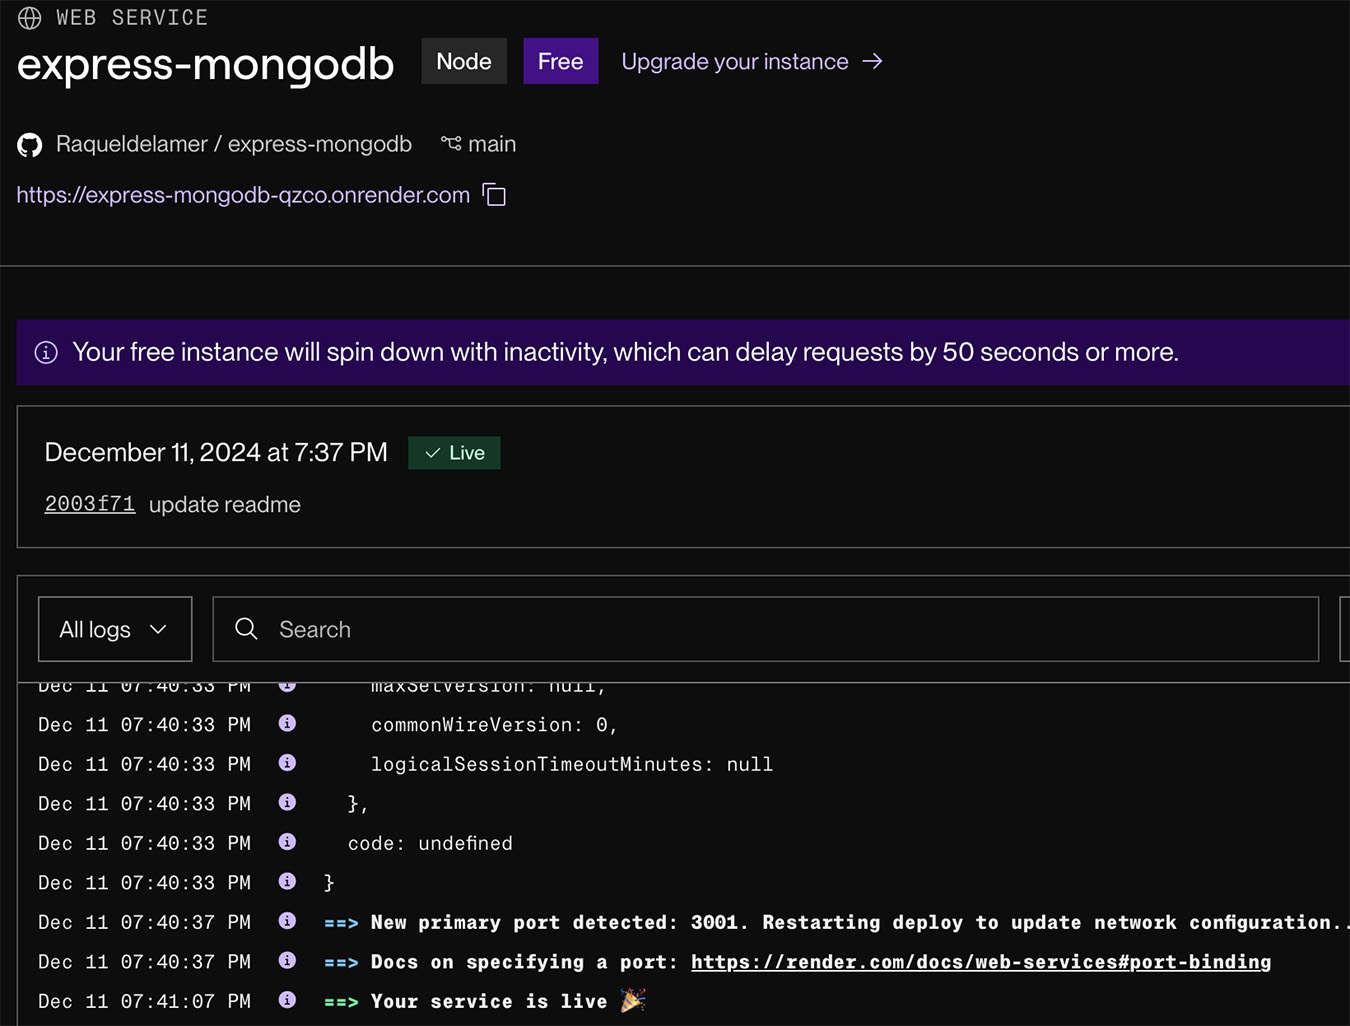 WEB SERVICE
express-mongodb Node Free Upgrade your instance →
Raqueldelamer / express-mongodb main
https://express-mongodb-qzco.onrender.com
Your free instance will spin down with inactivity, which can delay requests by 50 seconds or more.
December 11, 2024 at 7:37 PM ✓ Live
2003f71 update readme
All logs Search
Dec 11 07:40:33 PM maxSetVersion: null,
Dec 11 07:40:33 PM commonWireVersion: 0,
Dec 11 07:40:33 PM logicalSessionTimeoutMinutes: null
Dec 11 07:40:33 PM },
Dec 11 07:40:33 PM code: undefined
Dec 11 07:40:33 PM }
Dec 11 07:40:37 PM ==> New primary port detected: 3001. Restarting deploy to update network configuration..
Dec 11 07:40:37 PM ==> Docs on specifying a port: https://render.com/docs/web-services#port-binding
Dec 11 07:41:07 PM ==> Your service is live 🎉